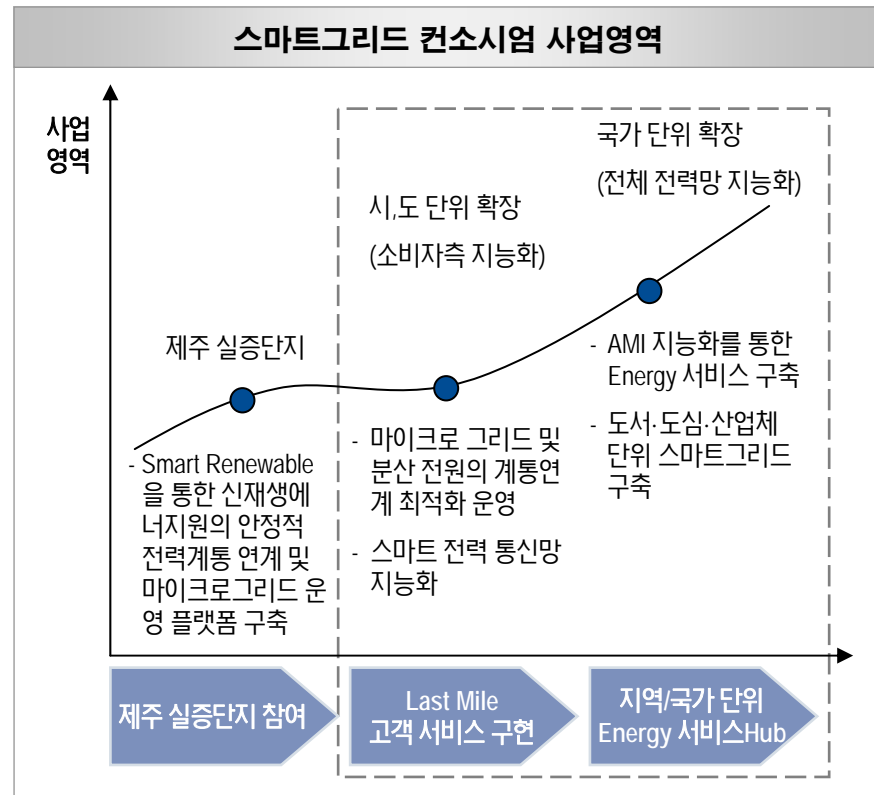 스마트그리드 컨소시엄 사업영역
사업
영역
국가 단위 확장
(전체 전력망 지능화)
시,도 단위 확장
(소비자측 지능화)
제주 실증단지
- Smart Renewable
을 통한 신재생에
너지원의 안정적
전력계통 연계 및
마이크로그리드 운
영 플랫폼 구축
- 마이크로 그리드 및
분산 전원의 계통연
계 최적화 운영
- 스마트 전력 통신망
지능화
- AMI 지능화를 통한
Energy 서비스 구축
- 도서·도심·산업체
단위 스마트그리드
구축
제주 실증단지 참여
Last Mile
고객 서비스 구현
지역/국가 단위
Energy 서비스Hub